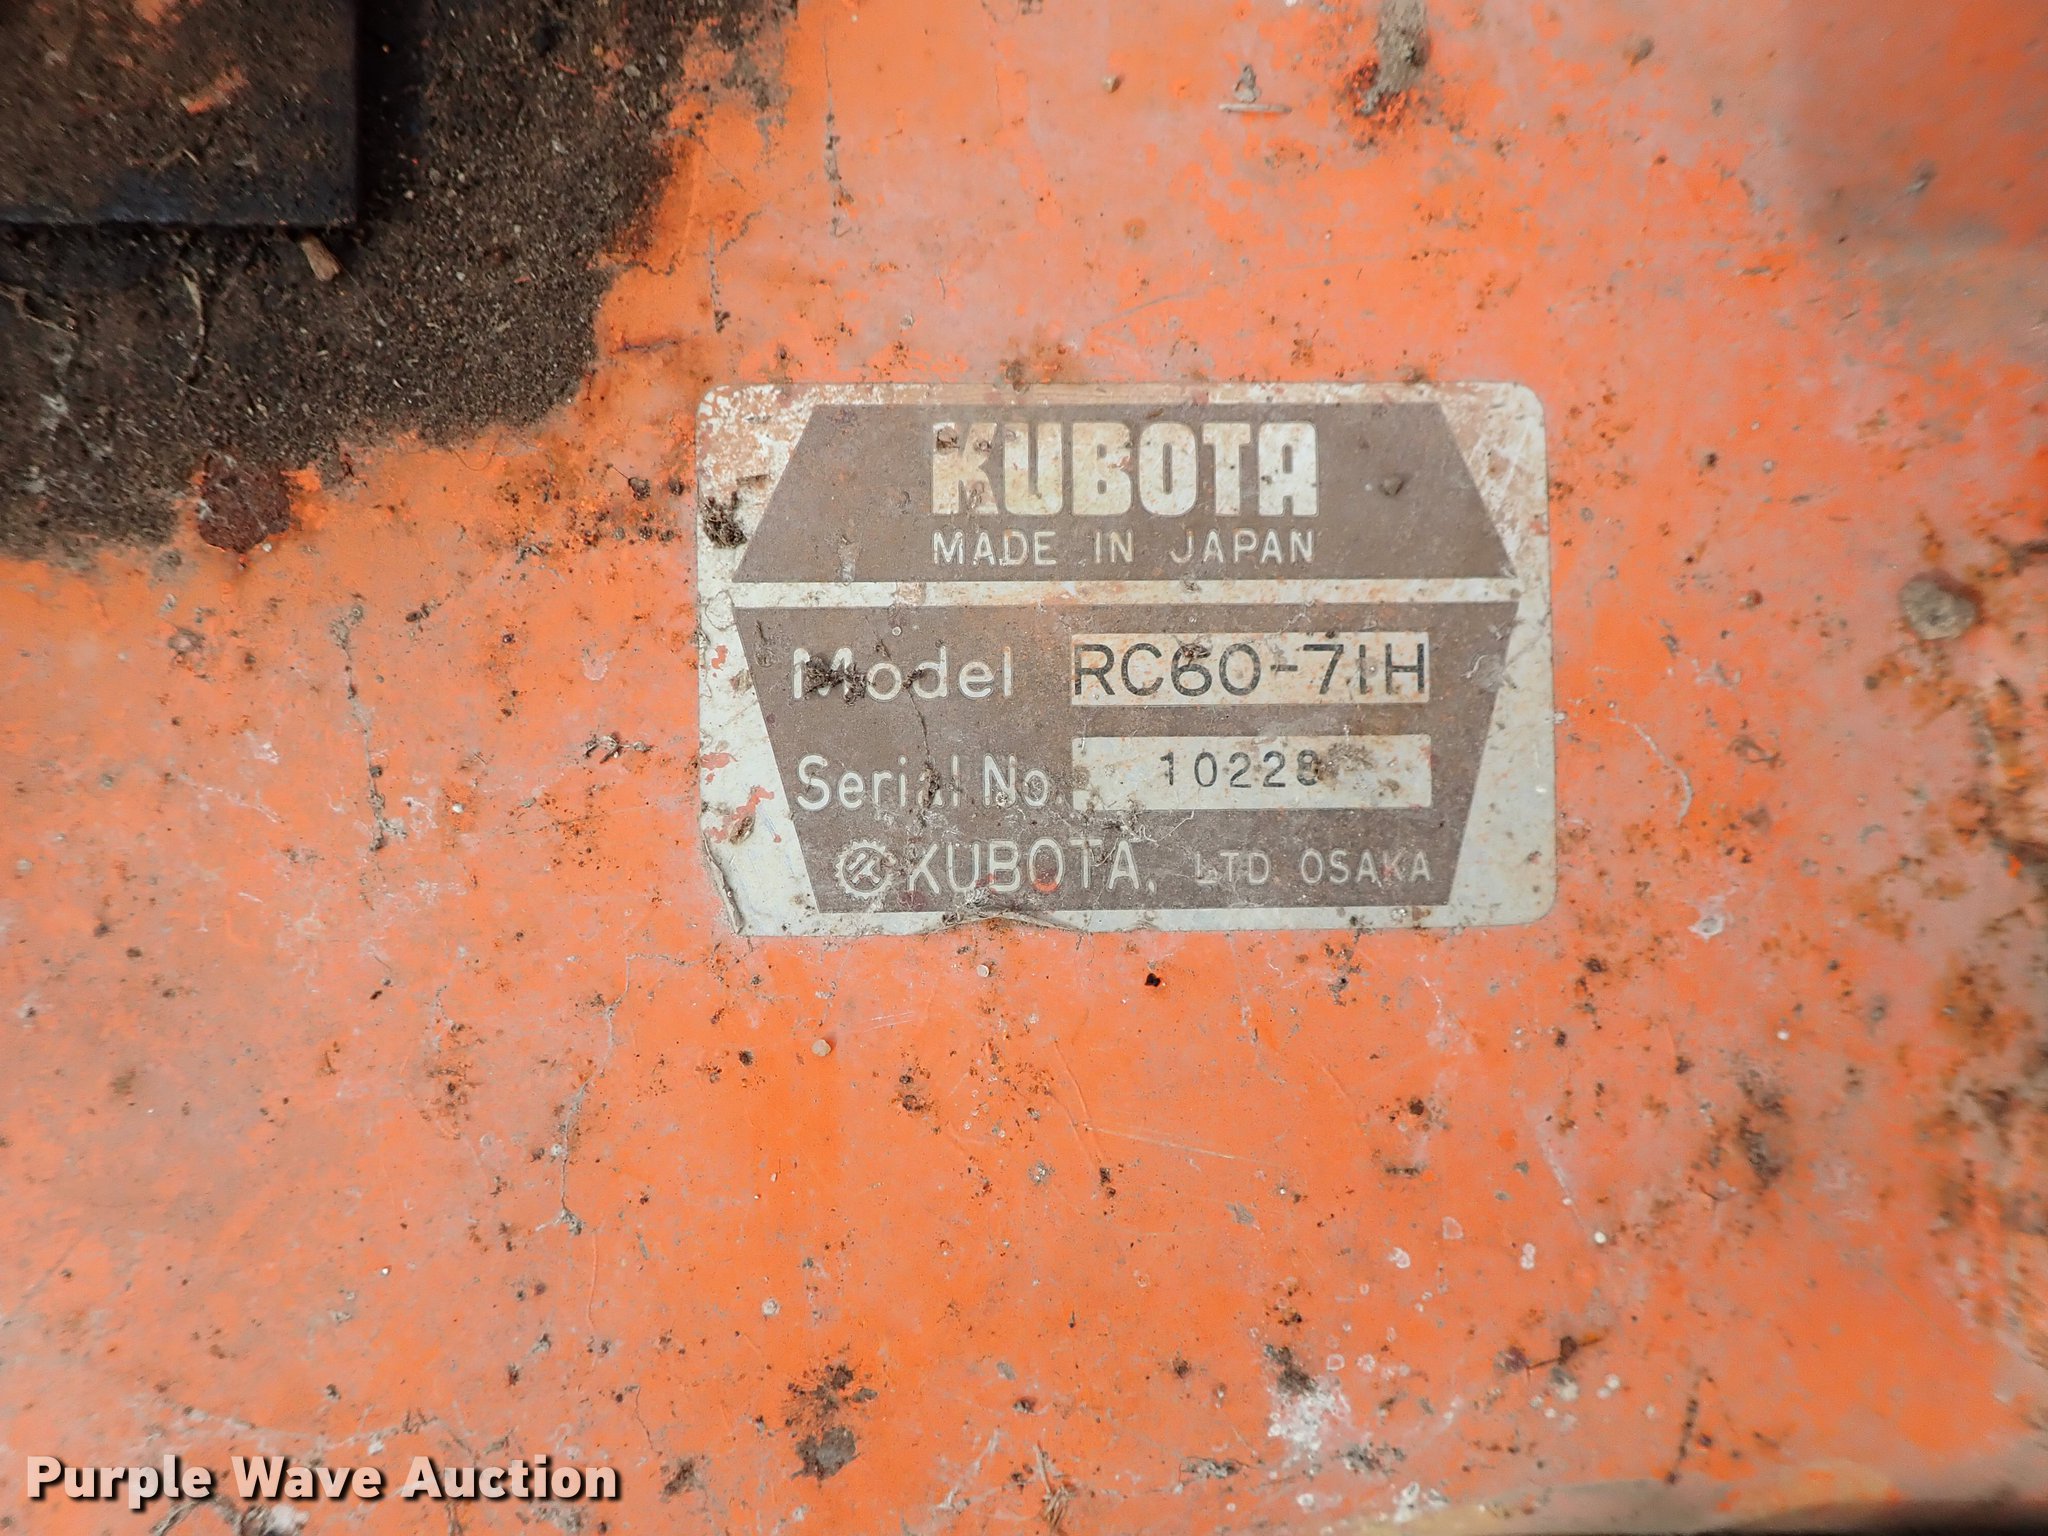 KUBOTA
MADE IN JAPAN
Model RC60-71H
Serial No. 10228
KUBOTA, LTD. OSAKA
Purple Wave Auction